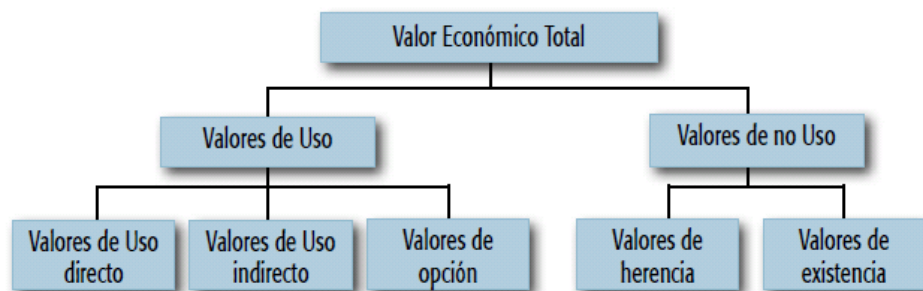 Valor Económico Total
Valores de Uso
Valores de no Uso
Valores de Uso
directo
Valores de Uso
indirecto
Valores de
opción
Valores de
herencia
Valores de
existencia